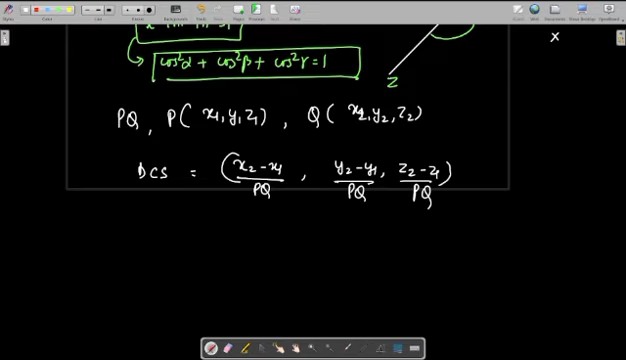 cos²α + cos²β + cos²γ = 1
x
Z
PQ, P( x₁, y₁, z₁), Q( x₂, y₂, z₂)
DCS = ( x₂ - x₁ / PQ , y₂ - y₁ / PQ , z₂ - z₁ / PQ )